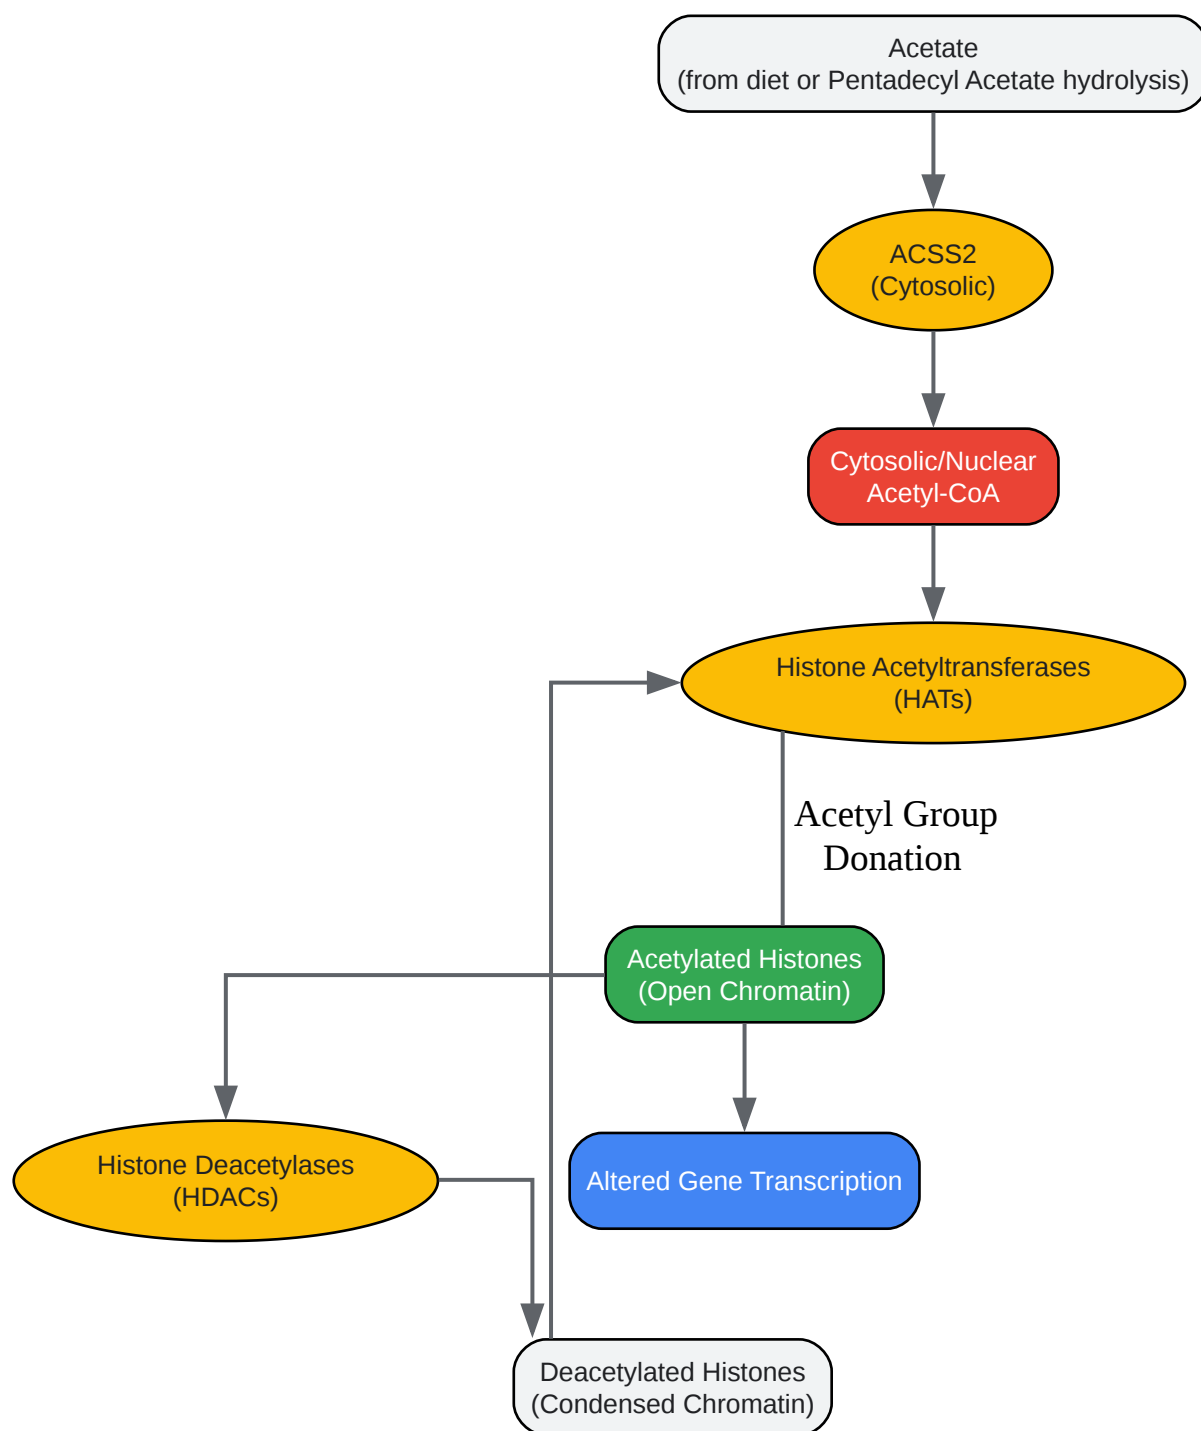 Acetate
(from diet or Pentadecyl Acetate hydrolysis)
ACSS2
(Cytosolic)
Cytosolic/Nuclear
Acetyl-CoA
Histone Acetyltransferases
(HATs)
Acetyl Group
Donation
Acetylated Histones
(Open Chromatin)
Histone Deacetylases
(HDACs)
Altered Gene Transcription
Deacetylated Histones
(Condensed Chromatin)